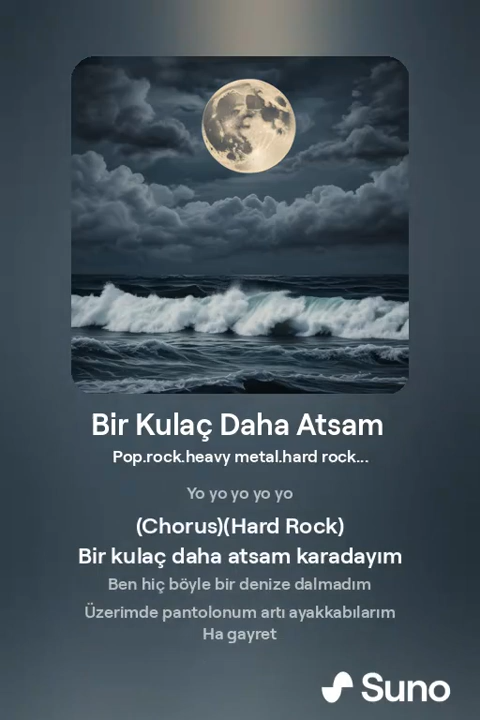 Bir Kulaç Daha Atsam
Pop.rock.heavy metal.hard rock...
Yo yo yo yo yo
(Chorus)(Hard Rock)
Bir kulaç daha atsam karadayım
Ben hiç böyle bir denize dalmadım
Üzerimde pantolonum artı ayakkabılarım
Ha gayret
Suno